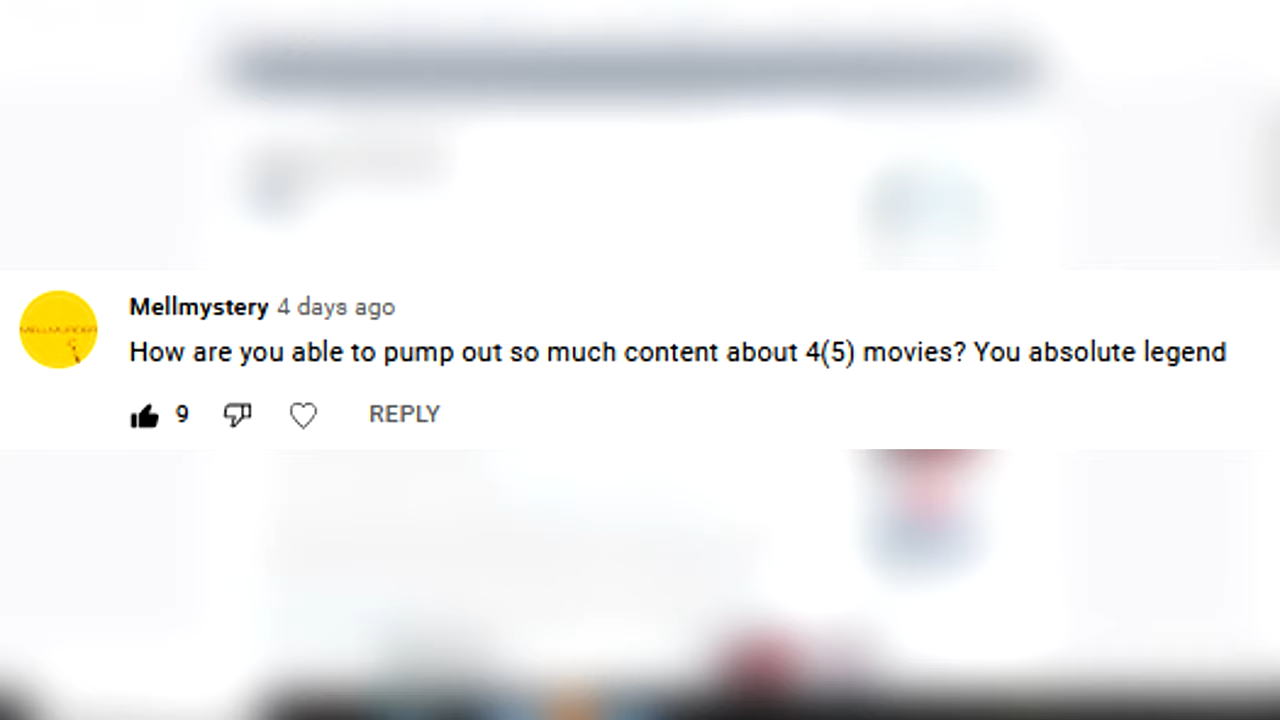 Mellmystery 4 days ago
How are you able to pump out so much content about 4(5) movies? You absolute legend
9 REPLY